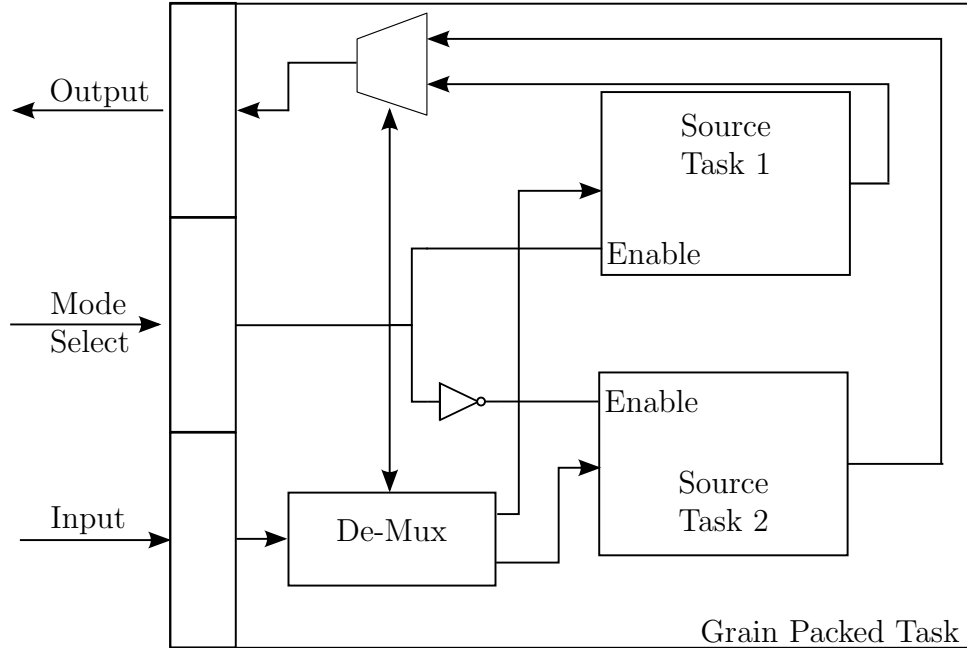 Output
Source
Task 1
Enable
Mode
Select
Enable
Source
Task 2
Input
De-Mux
Grain Packed Task